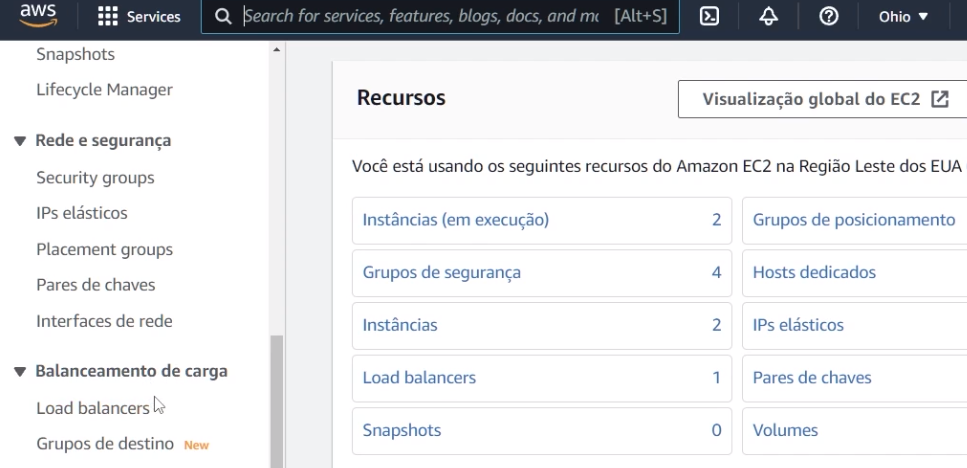 aws
Services
Search for services, features, blogs, docs, and mo
[Alt+S]
Ohio
Snapshots
Lifecycle Manager
Rede e segurança
Security groups
IPs elásticos
Placement groups
Pares de chaves
Interfaces de rede
Balanceamento de carga
Load balancers
Grupos de destino New
Recursos
Visualização global do EC2
Você está usando os seguintes recursos do Amazon EC2 na Região Leste dos EUA
Instâncias (em execução) 2
Grupos de posicionamento
Grupos de segurança 4
Hosts dedicados
Instâncias 2
IPs elásticos
Load balancers 1
Pares de chaves
Snapshots 0
Volumes